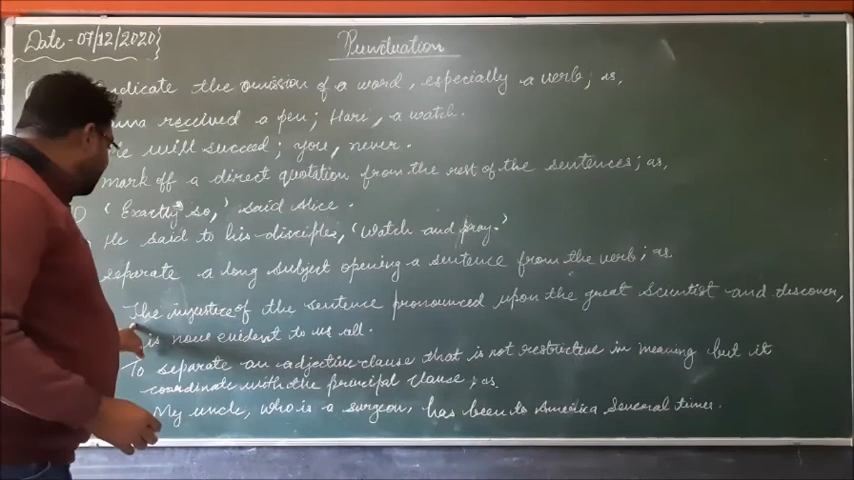 Date - 07/12/2020
Punctuation
indicate the omission of a word, especially a verb; as,
received a pen; Hari, a watch.
will succeed; you, never.
mark off a direct quotation from the rest of the sentences; as,
'Exactly so,' said Alice.
He said to his disciples, 'Watch and pray.'
separate a long subject opening a sentence from the verb; as
The injustice of the sentence pronounced upon the great Scientist and discover,
is now evident to us all.
To separate an adjective clause that is not restrictive in meaning, but it
coordinate with the principal clause; as
My uncle, who is a surgeon, has been to America Several times.